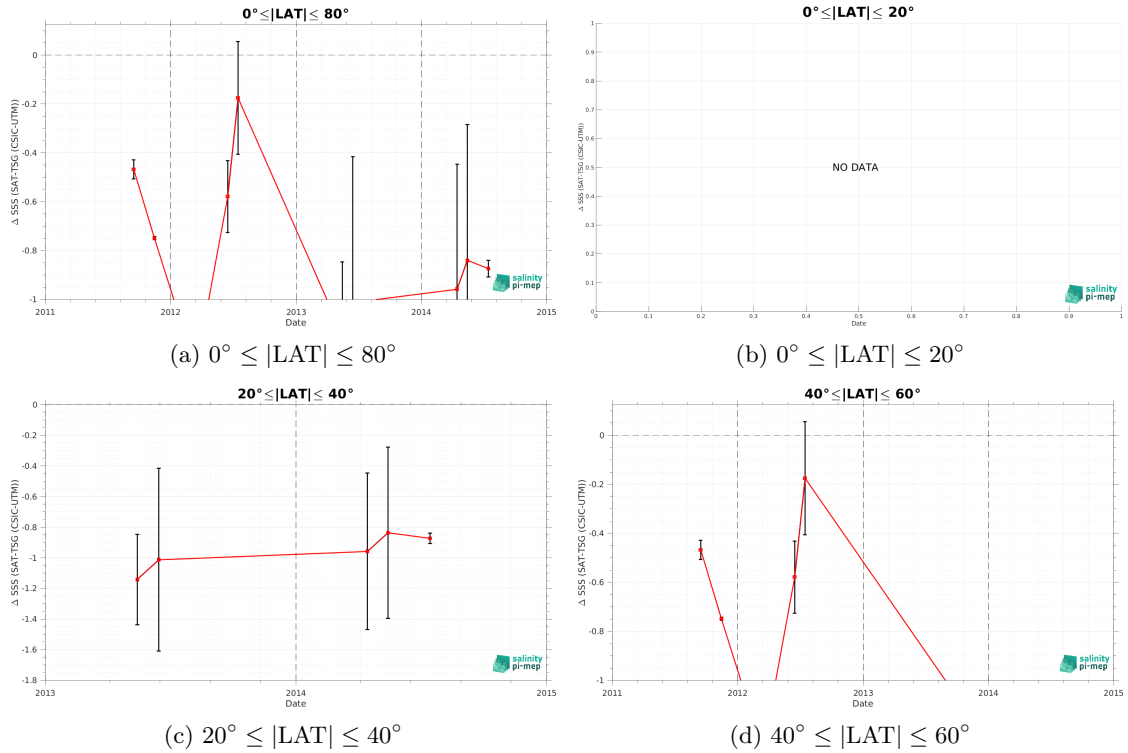 0°≤|LAT|≤ 80°
0
-0.2
-0.4
-0.6
-0.8
-1
Δ SSS (SAT-TSG (CSIC-UTM))
2011
2012
2013
2014
2015
Date
salinity
pi-mep
(a) 0° ≤ |LAT| ≤ 80°
0°≤|LAT|≤ 20°
1
0.9
0.8
0.7
0.6
0.5
0.4
0.3
0.2
0.1
0
Δ SSS (SAT-TSG (CSIC-UTM))
NO DATA
0
0.1
0.2
0.3
0.4
0.5
0.6
0.7
0.8
0.9
1
Date
salinity
pi-mep
(b) 0° ≤ |LAT| ≤ 20°
20°≤|LAT|≤ 40°
0
-0.2
-0.4
-0.6
-0.8
-1
-1.2
-1.4
-1.6
-1.8
Δ SSS (SAT-TSG (CSIC-UTM))
2013
2014
2015
Date
salinity
pi-mep
(c) 20° ≤ |LAT| ≤ 40°
40°≤|LAT|≤ 60°
0
-0.2
-0.4
-0.6
-0.8
-1
Δ SSS (SAT-TSG (CSIC-UTM))
2011
2012
2013
2014
2015
Date
salinity
pi-mep
(d) 40° ≤ |LAT| ≤ 60°